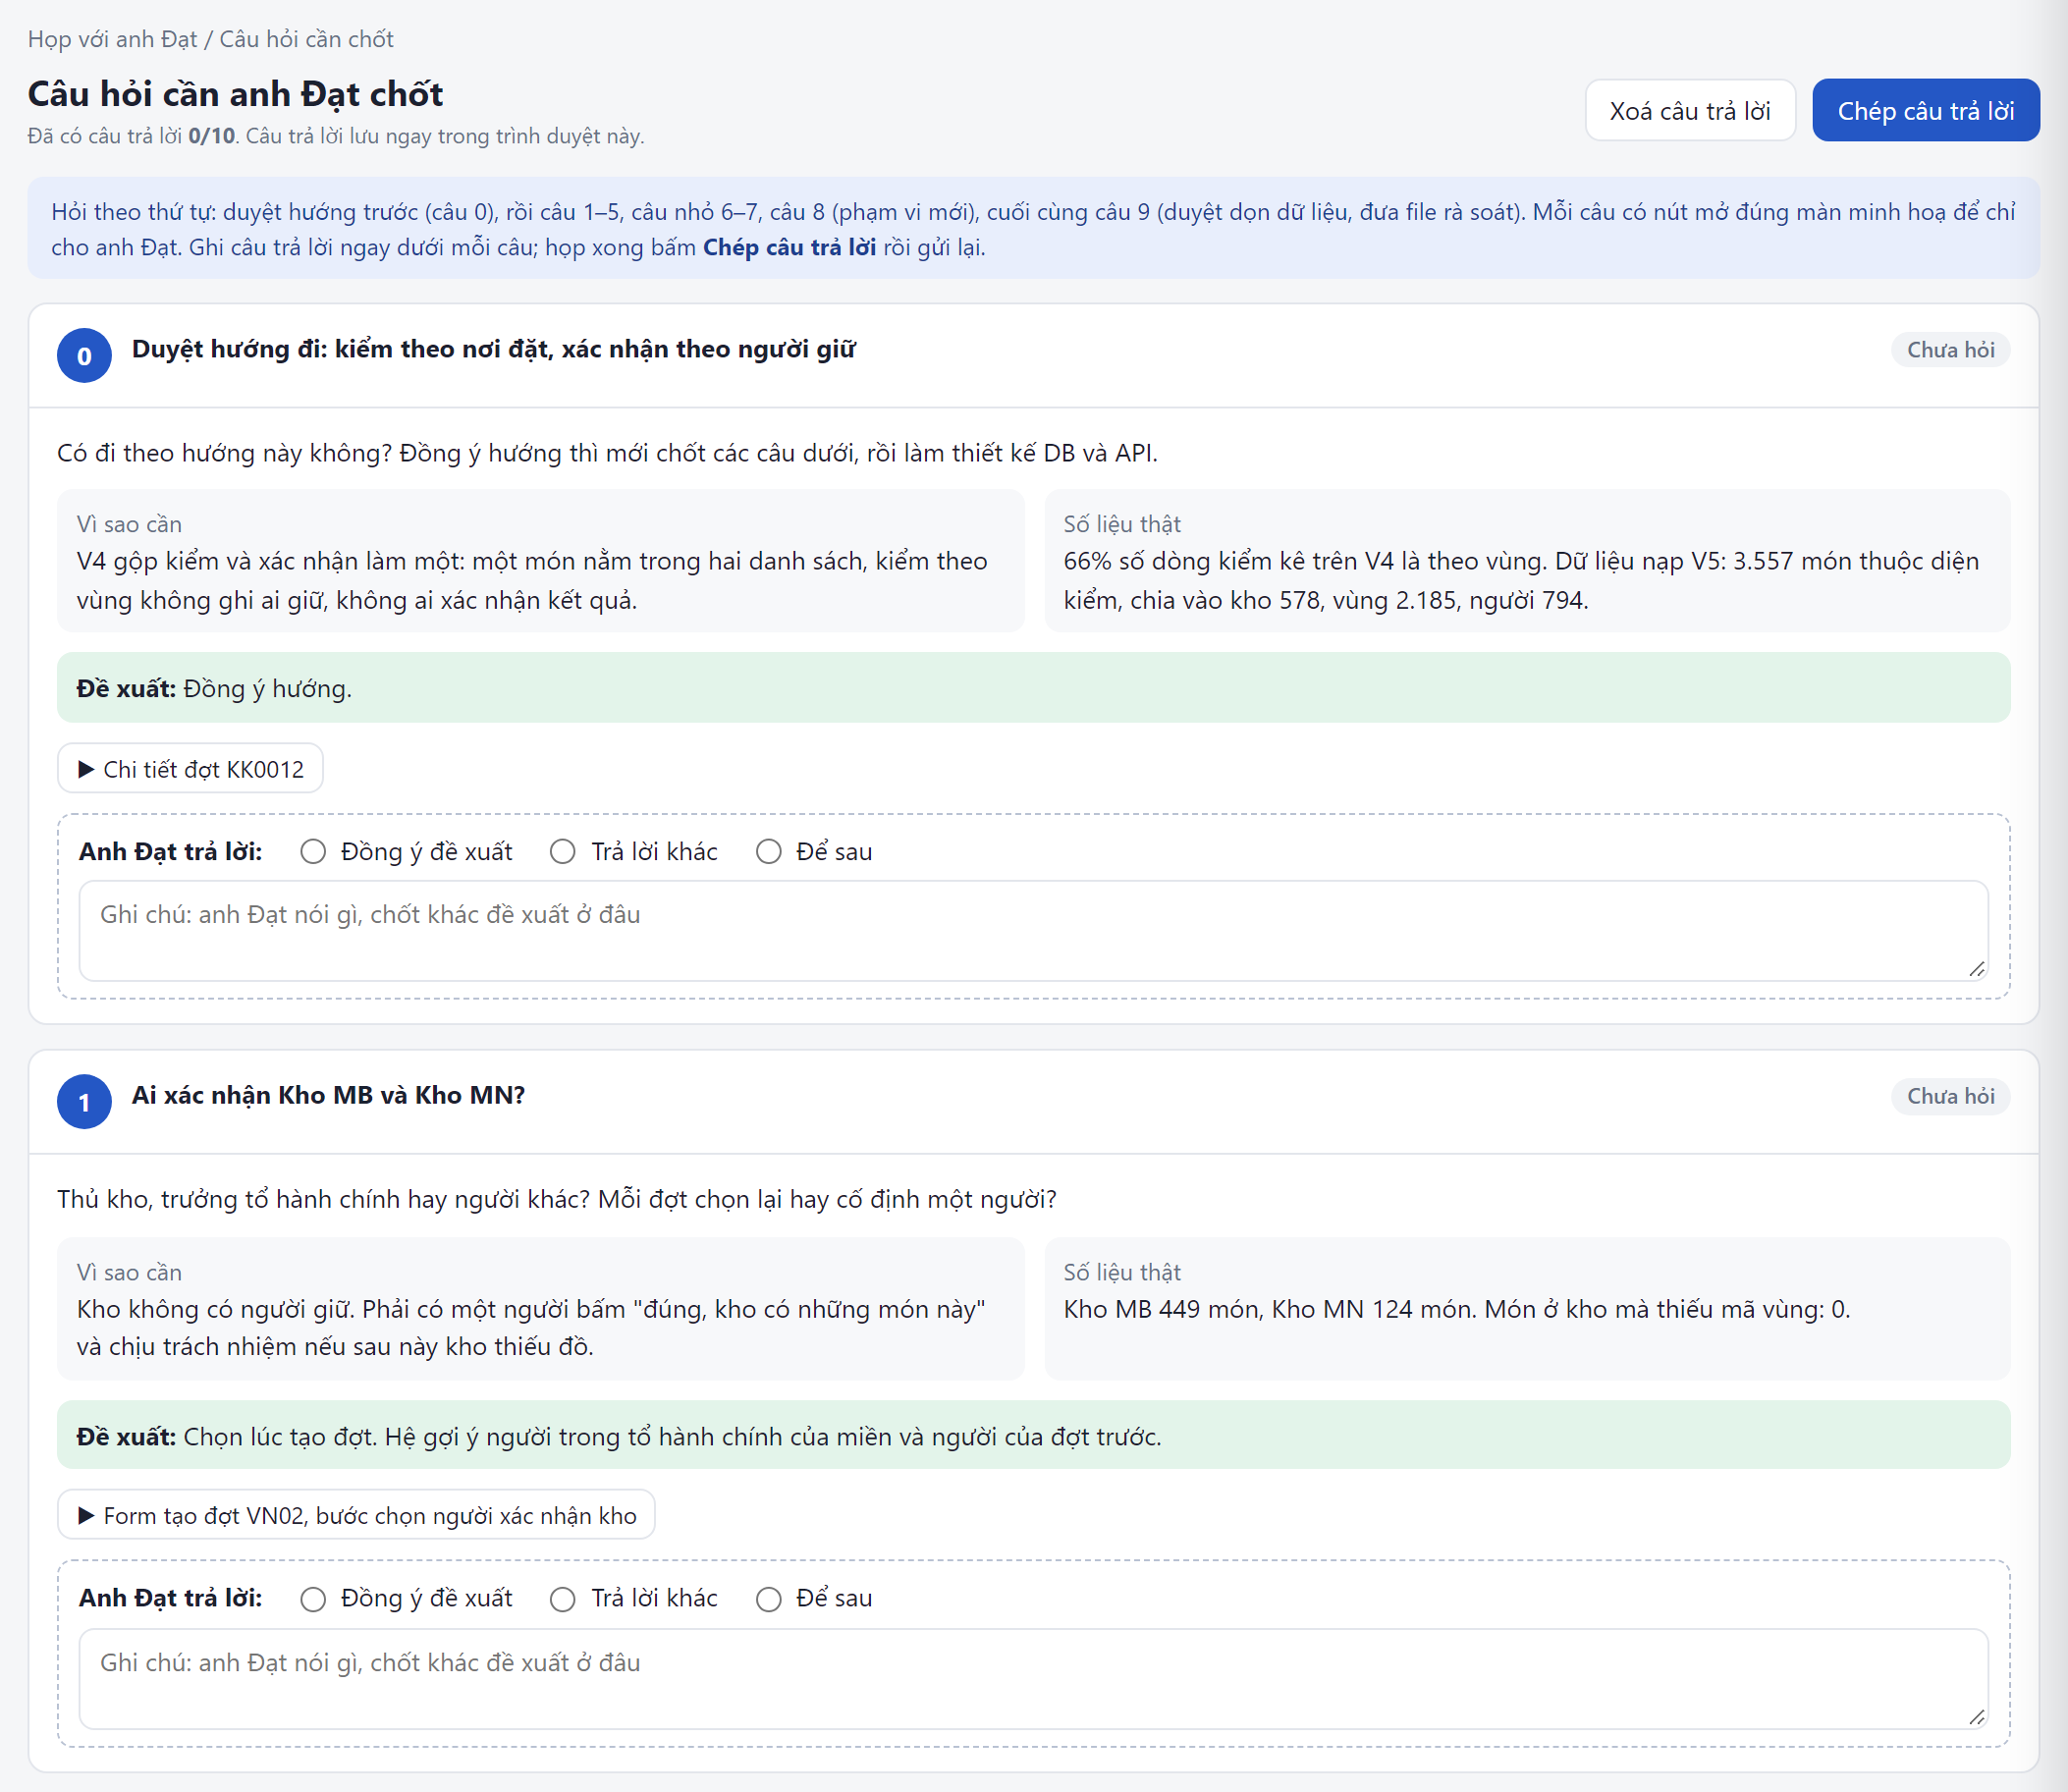 Họp với anh Đạt / Câu hỏi cần chốt
Câu hỏi cần anh Đạt chốt
Đã có câu trả lời 0/10. Câu trả lời lưu ngay trong trình duyệt này.
Xoá câu trả lời
Chép câu trả lời
Hỏi theo thứ tự: duyệt hướng trước (câu 0), rồi câu 1–5, câu nhỏ 6–7, câu 8 (phạm vi mới), cuối cùng câu 9 (duyệt dọn dữ liệu, đưa file rà soát). Mỗi câu có nút mở đúng màn minh hoạ để chỉ
cho anh Đạt. Ghi câu trả lời ngay dưới mỗi câu; họp xong bấm Chép câu trả lời rồi gửi lại.
0
Duyệt hướng đi: kiểm theo nơi đặt, xác nhận theo người giữ
Chưa hỏi
Có đi theo hướng này không? Đồng ý hướng thì mới chốt các câu dưới, rồi làm thiết kế DB và API.
Vì sao cần
V4 gộp kiểm và xác nhận làm một: một món nằm trong hai danh sách, kiểm theo
vùng không ghi ai giữ, không ai xác nhận kết quả.
Số liệu thật
66% số dòng kiểm kê trên V4 là theo vùng. Dữ liệu nạp V5: 3.557 món thuộc diện
kiểm, chia vào kho 578, vùng 2.185, người 794.
Đề xuất: Đồng ý hướng.
▶ Chi tiết đợt KK0012
Anh Đạt trả lời:
Đồng ý đề xuất
Trả lời khác
Để sau
Ghi chú: anh Đạt nói gì, chốt khác đề xuất ở đâu
1
Ai xác nhận Kho MB và Kho MN?
Chưa hỏi
Thủ kho, trưởng tổ hành chính hay người khác? Mỗi đợt chọn lại hay cố định một người?
Vì sao cần
Kho không có người giữ. Phải có một người bấm "đúng, kho có những món này"
và chịu trách nhiệm nếu sau này kho thiếu đồ.
Số liệu thật
Kho MB 449 món, Kho MN 124 món. Món ở kho mà thiếu mã vùng: 0.
Đề xuất: Chọn lúc tạo đợt. Hệ gợi ý người trong tổ hành chính của miền và người của đợt trước.
▶ Form tạo đợt VN02, bước chọn người xác nhận kho
Anh Đạt trả lời:
Đồng ý đề xuất
Trả lời khác
Để sau
Ghi chú: anh Đạt nói gì, chốt khác đề xuất ở đâu